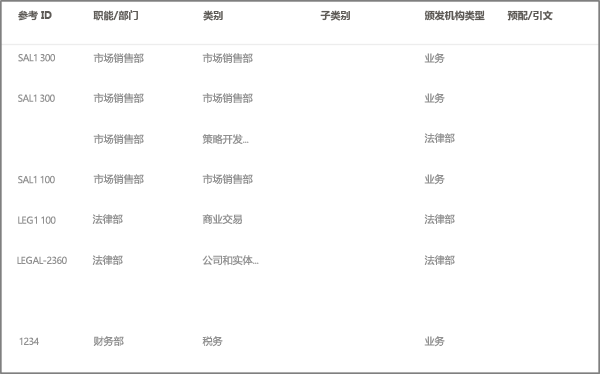 参考 ID 职能/部门 类别 子类别 颁发机构类型 预配/引文
SAL1 300 市场销售部 市场销售部 业务
SAL1 300 市场销售部 市场销售部 业务
市场销售部 策略开发... 法律部
SAL1 100 市场销售部 市场销售部 业务
LEG1 100 法律部 商业交易 法律部
LEGAL-2360 法律部 公司和实体... 法律部
1234 财务部 税务 业务